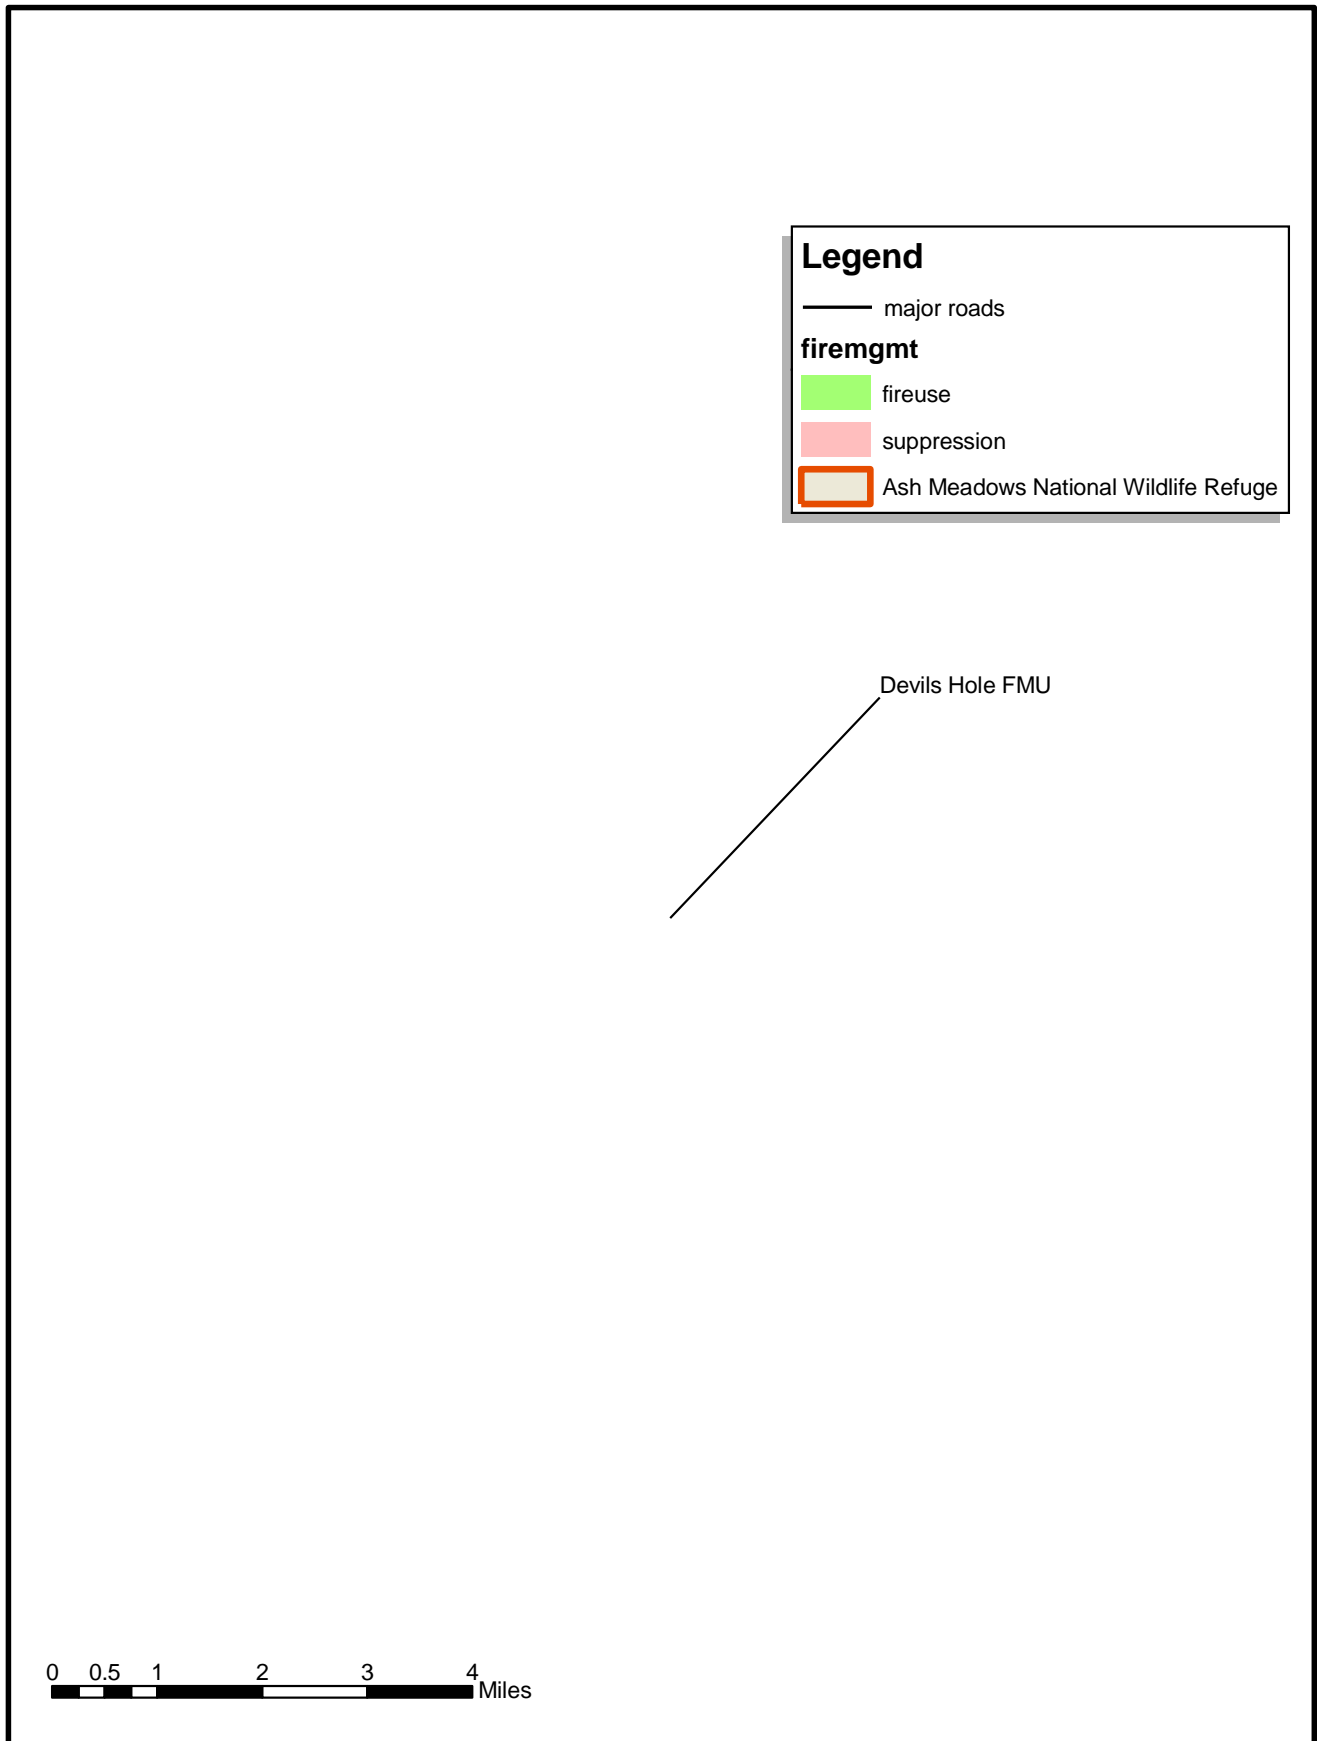 Legend
major roads
firemgmt
fireuse
suppression
Ash Meadows National Wildlife Refuge
Devils Hole FMU
0 0.5 1 2 3 4
Miles